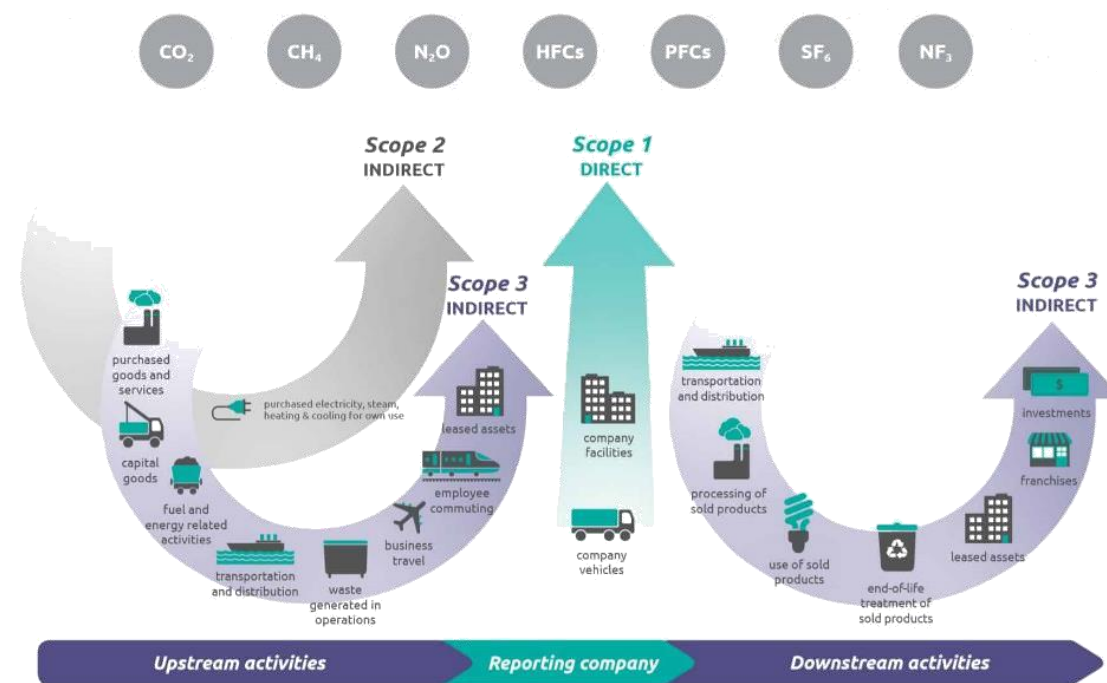 CO₂
CH₄
N₂O
HFCs
PFCs
SF₆
NF₃
Scope 2
INDIRECT
Scope 1
DIRECT
Scope 3
INDIRECT
Scope 3
INDIRECT
purchased
goods and
services
capital
goods
fuel and
energy related
activities
transportation
and distribution
waste
generated in
operations
business
travel
employee
commuting
leased assets
purchased electricity, steam,
heating & cooling for own use
company
facilities
company
vehicles
transportation
and distribution
processing of
sold products
use of sold
products
end-of-life
treatment of
sold products
leased assets
franchises
$
investments
Upstream activities
Reporting company
Downstream activities